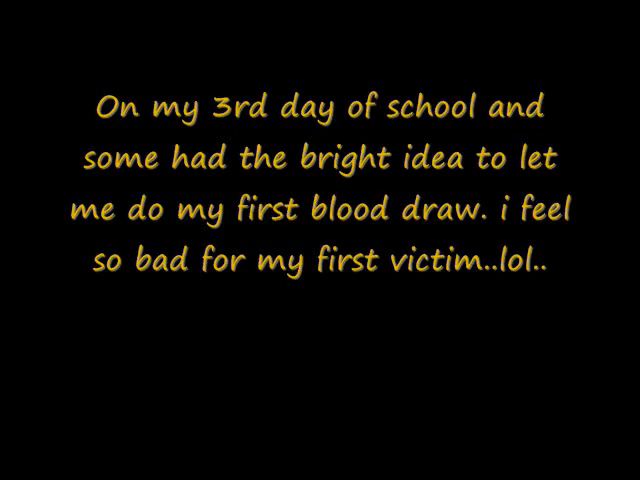 On my 3rd day of school and
some had the bright idea to let
me do my first blood draw. i feel
so bad for my first victim..lol..